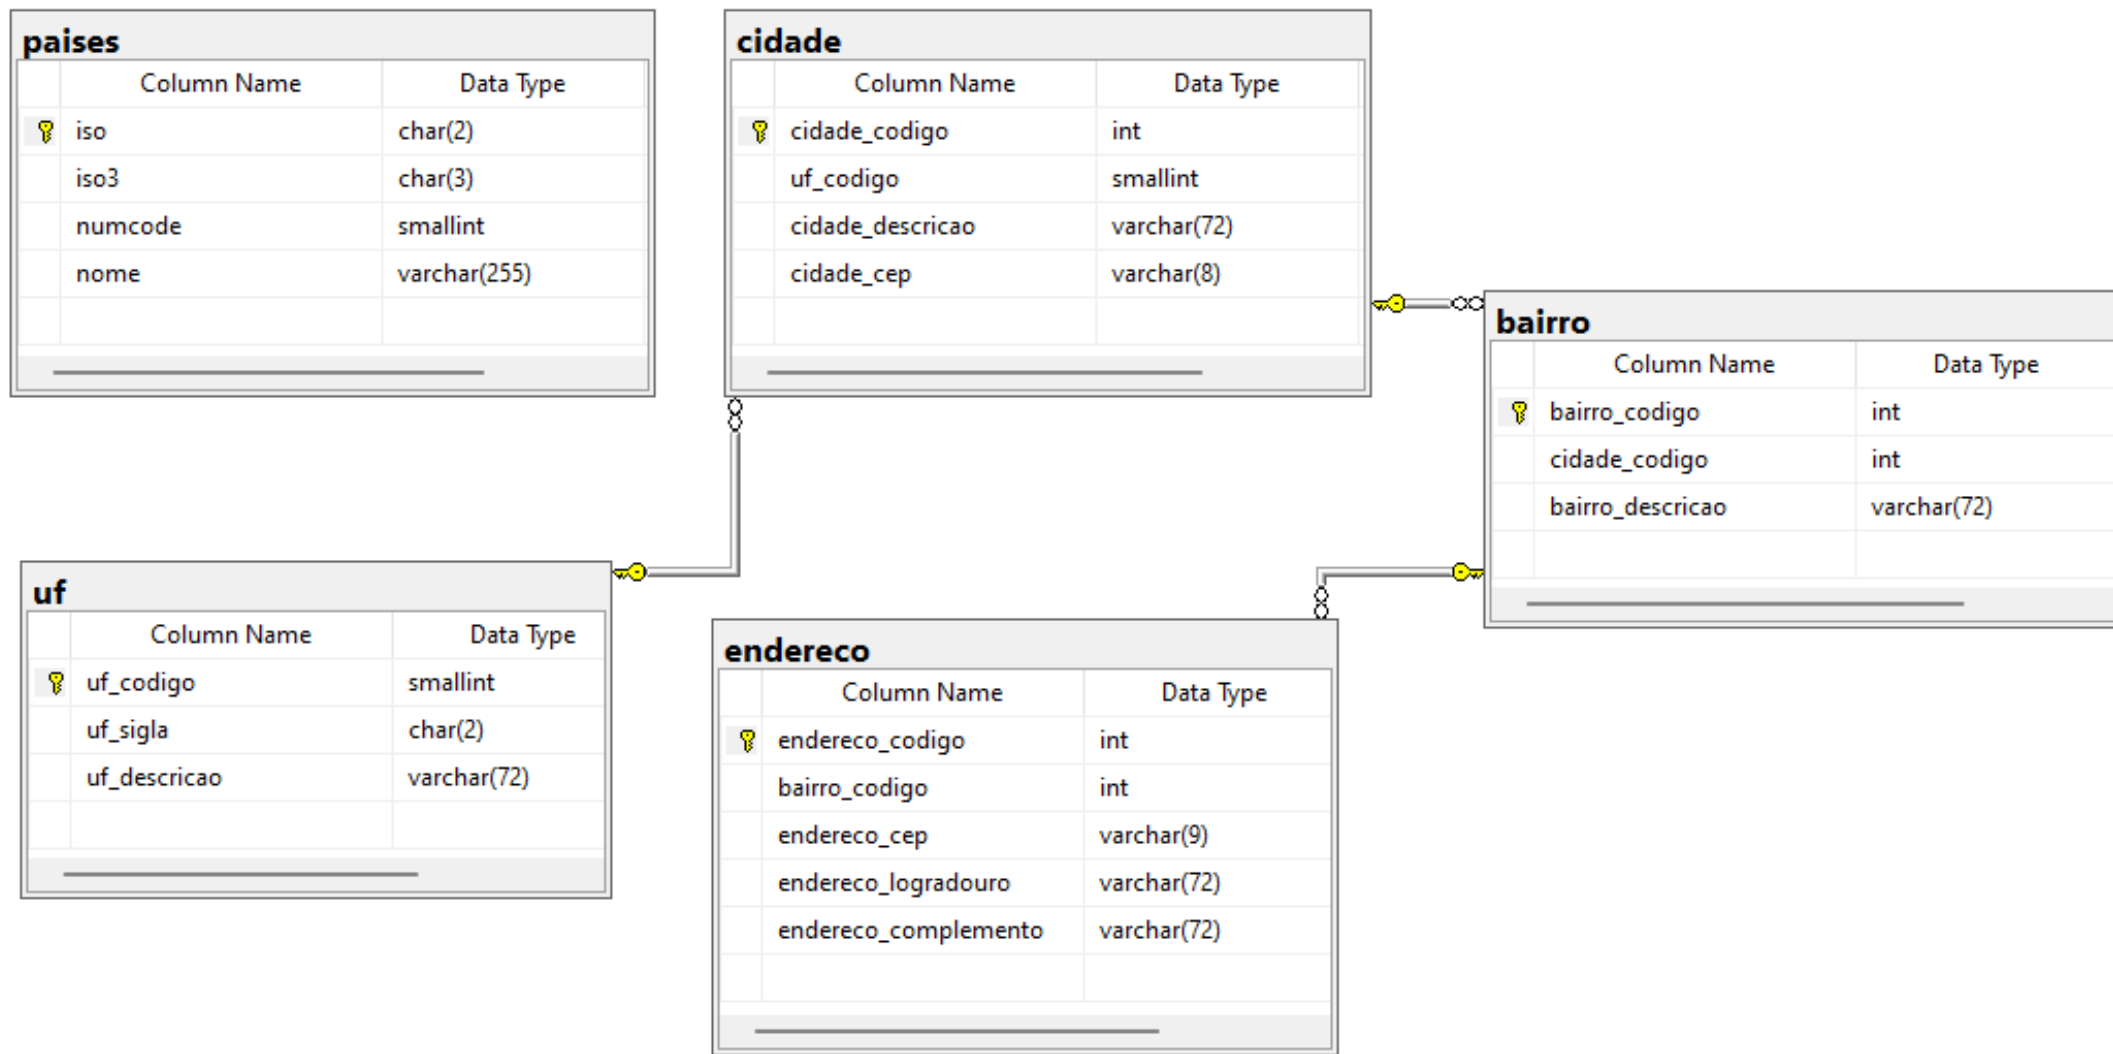 paises
Column Name Data Type
iso char(2)
iso3 char(3)
numcode smallint
nome varchar(255)
cidade
Column Name Data Type
cidade_codigo int
uf_codigo smallint
cidade_descricao varchar(72)
cidade_cep varchar(8)
bairro
Column Name Data Type
bairro_codigo int
cidade_codigo int
bairro_descricao varchar(72)
uf
Column Name Data Type
uf_codigo smallint
uf_sigla char(2)
uf_descricao varchar(72)
endereco
Column Name Data Type
endereco_codigo int
bairro_codigo int
endereco_cep varchar(9)
endereco_logradouro varchar(72)
endereco_complemento varchar(72)